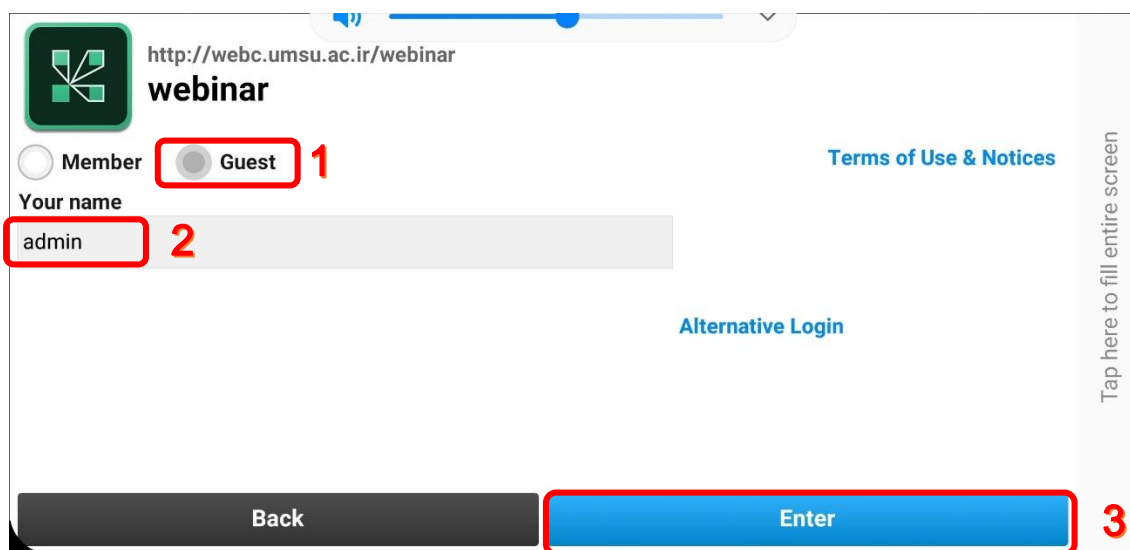 http://webc.umsu.ac.ir/webinar
webinar
Member
Guest
1
Terms of Use & Notices
Your name
admin
2
Alternative Login
Tap here to fill entire screen
Back
Enter
3